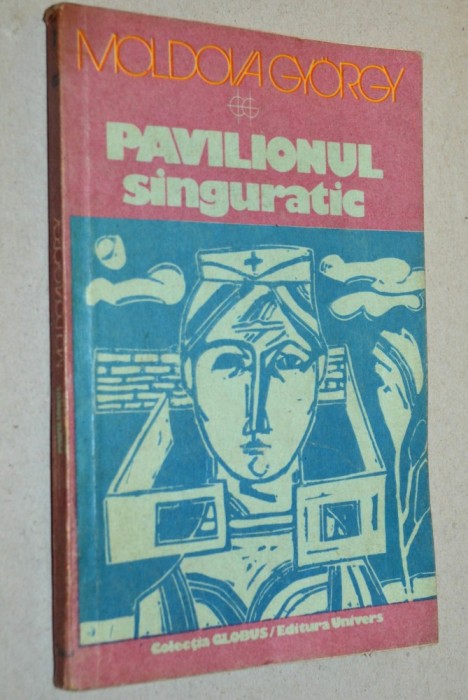 MOLDOVA GYÖRGY
PAVILIONUL
singuratic
Colecția GLOBUS/Editura Univers